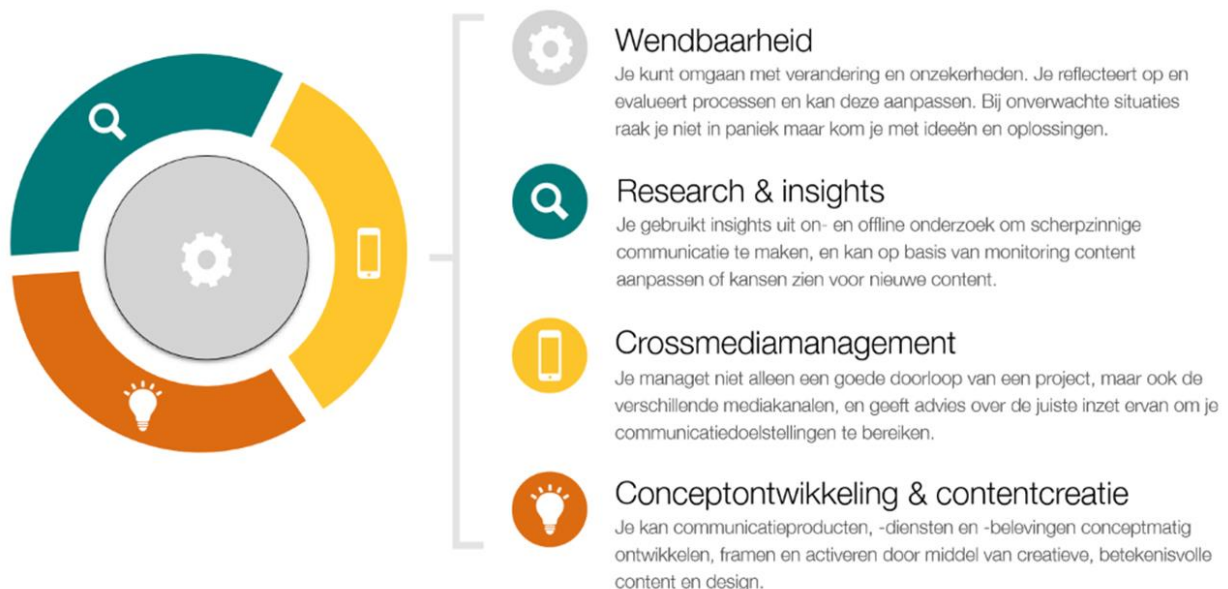 Wendbaarheid
Je kunt omgaan met verandering en onzekerheden. Je reflecteert op en
evalueert processen en kan deze aanpassen. Bij onverwachte situaties
raak je niet in paniek maar kom je met ideeën en oplossingen.
Research & insights
Je gebruikt insights uit on- en offline onderzoek om scherpzinnige
communicatie te maken, en kan op basis van monitoring content
aanpassen of kansen zien voor nieuwe content.
Crossmediamanagement
Je managet niet alleen een goede doorloop van een project, maar ook de
verschillende mediakanalen, en geeft advies over de juiste inzet ervan om je
communicatiedoelstellingen te bereiken.
Conceptontwikkeling & contentcreatie
Je kan communicatieproducten, -diensten en -belevingen conceptmatig
ontwikkelen, framen en activeren door middel van creatieve, betekenisvolle
content en design.